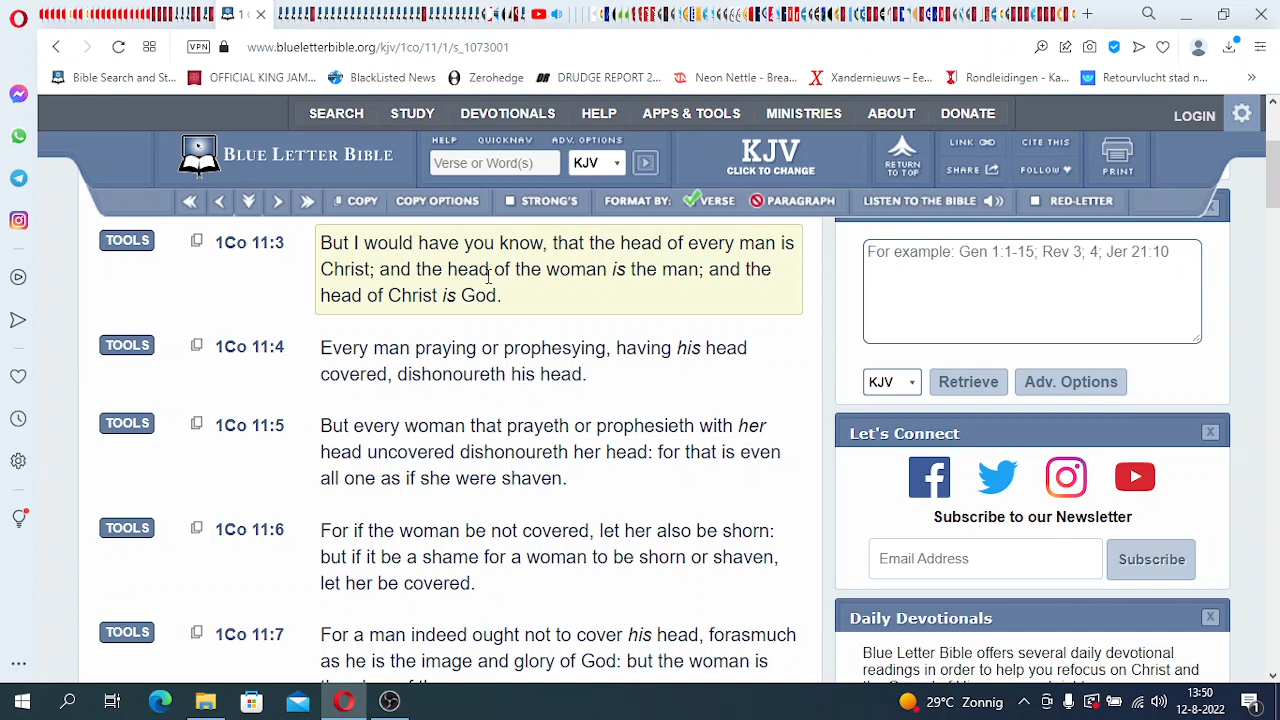 1
VPN www.blueletterbible.org/kjv/1co/11/1/s_1073001
Bible Search and St... OFFICIAL KING JAM... BlackListed News Zerohedge DRUDGE REPORT 2... Neon Nettle - Brea... Xandernieuws – Ee... Rondleidingen - Ka... Retourvlucht stad n... »
SEARCH STUDY DEVOTIONALS HELP APPS & TOOLS MINISTRIES ABOUT DONATE LOGIN
HELP QUICKNAV ADV. OPTIONS
BLUE LETTER BIBLE
Verse or Word(s) KJV
KJV
CLICK TO CHANGE
RETURN
TO TOP
LINK CITE THIS
SHARE FOLLOW
PRINT
COPY COPY OPTIONS STRONG'S FORMAT BY: VERSE PARAGRAPH LISTEN TO THE BIBLE RED-LETTER
TOOLS 1Co 11:3 But I would have you know, that the head of every man is
Christ; and the head of the woman is the man; and the
head of Christ is God.
TOOLS 1Co 11:4 Every man praying or prophesying, having his head
covered, dishonoureth his head.
TOOLS 1Co 11:5 But every woman that prayeth or prophesieth with her
head uncovered dishonoureth her head: for that is even
all one as if she were shaven.
TOOLS 1Co 11:6 For if the woman be not covered, let her also be shorn:
but if it be a shame for a woman to be shorn or shaven,
let her be covered.
TOOLS 1Co 11:7 For a man indeed ought not to cover his head, forasmuch
as he is the image and glory of God: but the woman is
X
For example: Gen 1:1-15; Rev 3; 4; Jer 21:10
KJV Retrieve Adv. Options
Let's Connect X
Subscribe to our Newsletter
Email Address Subscribe
Daily Devotionals X
Blue Letter Bible offers several daily devotional
readings in order to help you refocus on Christ and
29°C Zonnig
13:50
12-8-2022
1